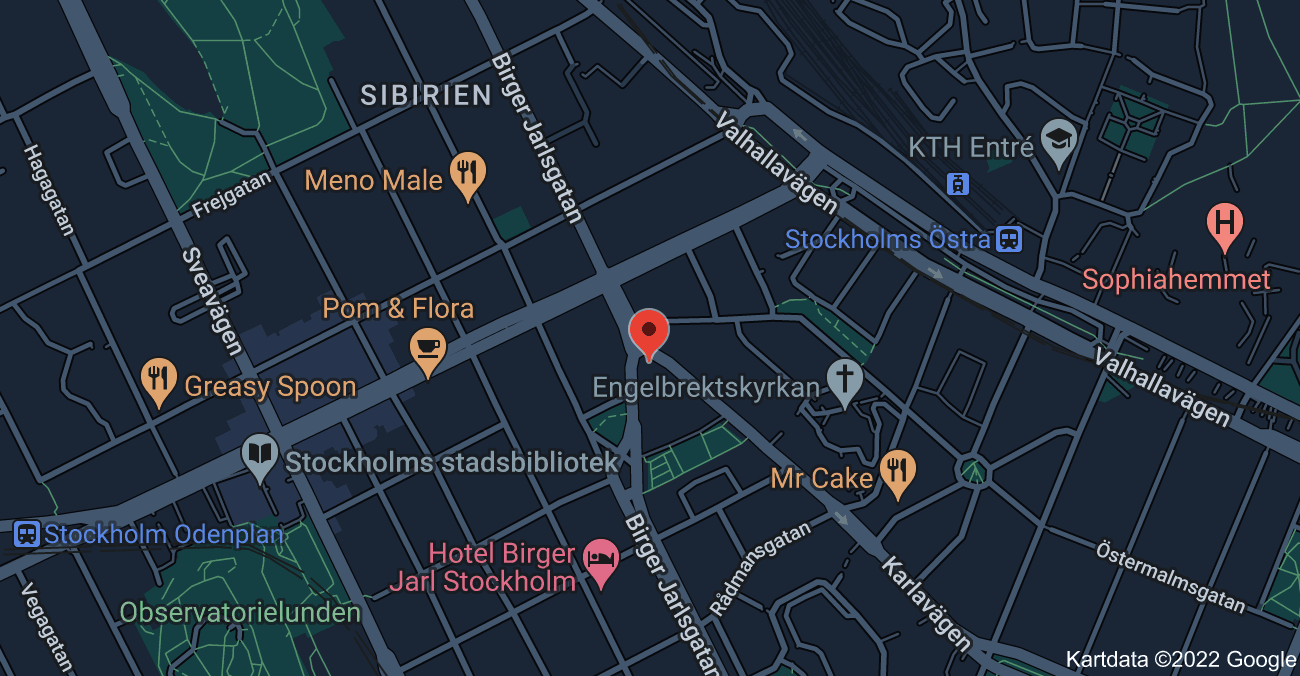 SIBIRIEN
Birger Jarlsgatan
Valhallavägen
KTH Entré
Hagagatan
Meno Male
Frejgatan
Stockholms Östra
H
Sophiahemmet
Sveavägen
Pom & Flora
Greasy Spoon
Engelbrektskyrkan
Valhallavägen
Stockholms stadsbibliotek
Mr Cake
Stockholm Odenplan
Hotel Birger
Jarl Stockholm
Birger Jarlsgatan
Rådmansgatan
Karlavägen
Östermalmsgatan
Vegagatan
Observatorielunden
Kartdata ©2022 Google